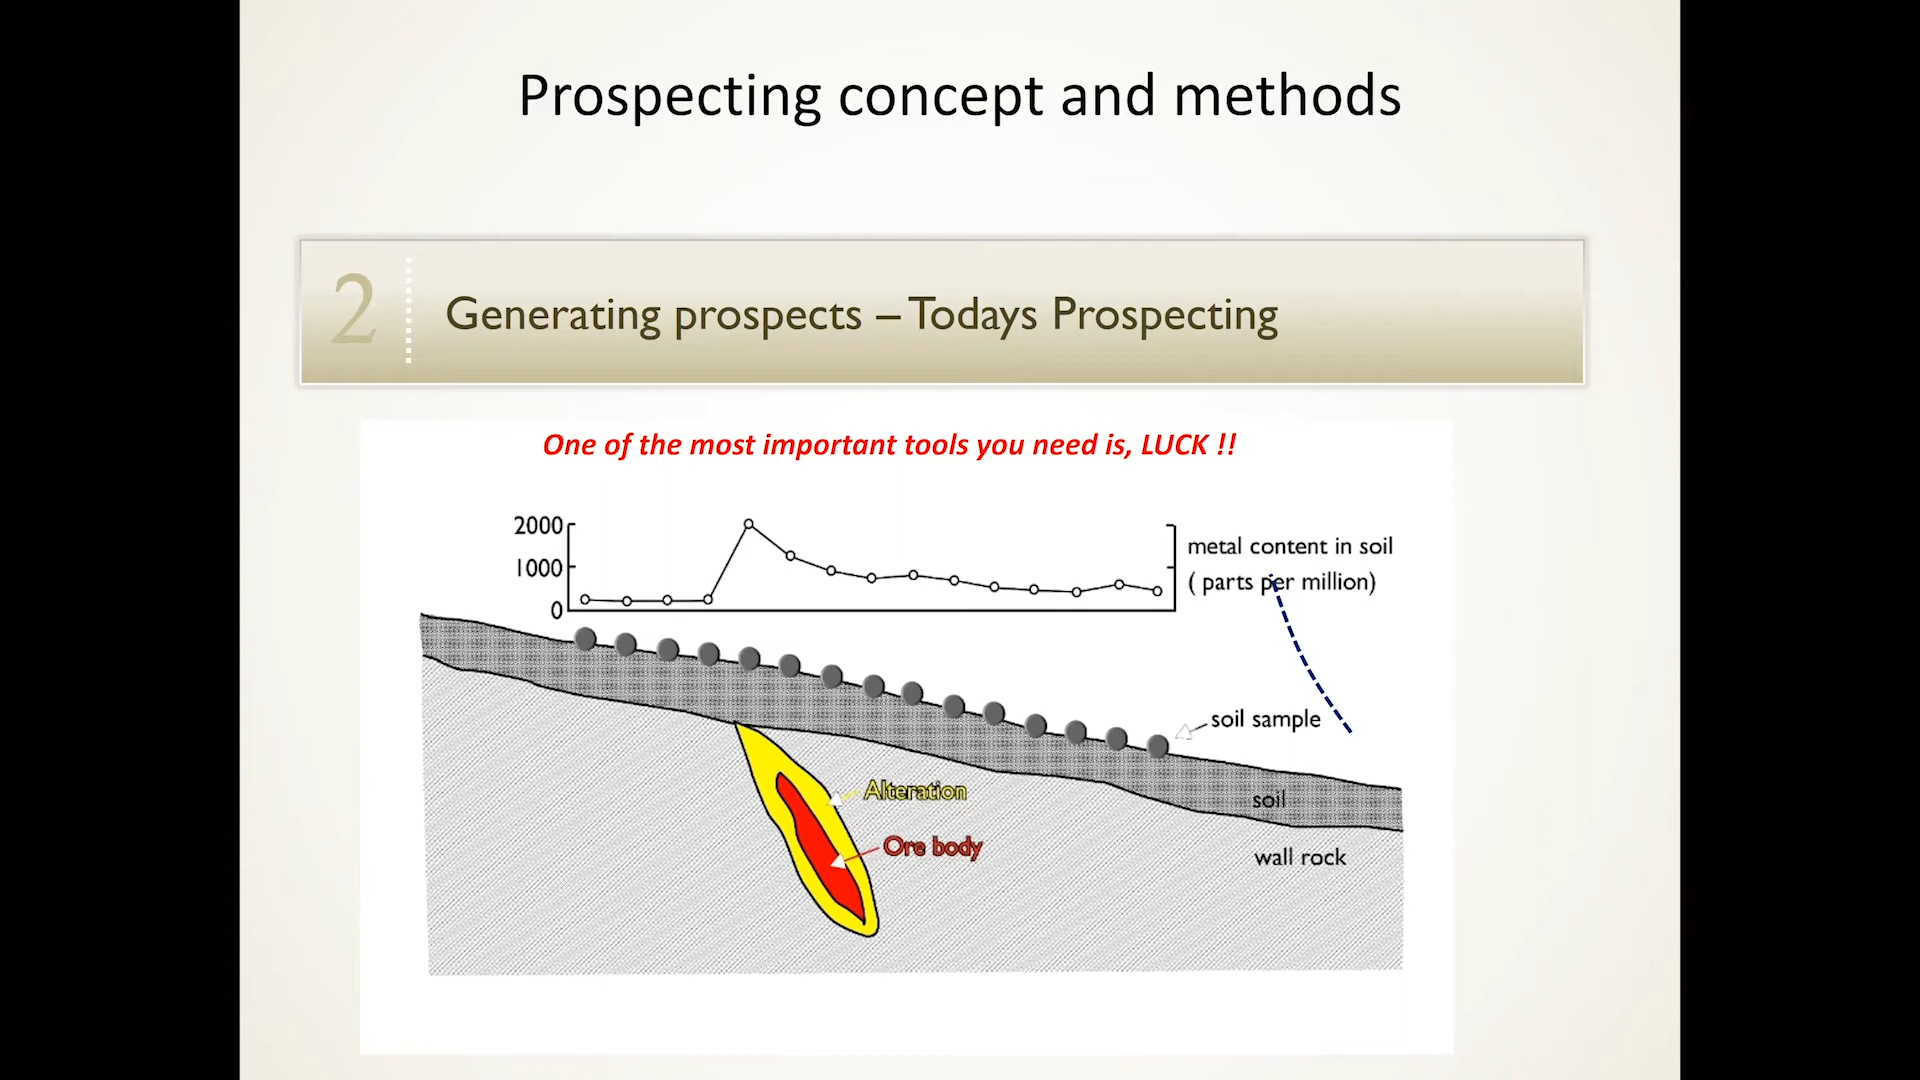 Prospecting concept and methods
2
Generating prospects – Todays Prospecting
One of the most important tools you need is, LUCK !!
2000
1000
0
metal content in soil
( parts per million)
soil sample
Alteration
soil
Ore body
wall rock